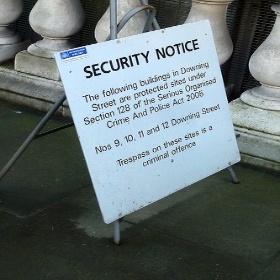 SECURITY NOTICE
The following buildings in Downing
Street are protected sites under
Section 128 of the Serious Organised
Crime And Police Act 2005
Nos 9, 10, 11 and 12 Downing Street
Trespass on these sites is a
criminal offence